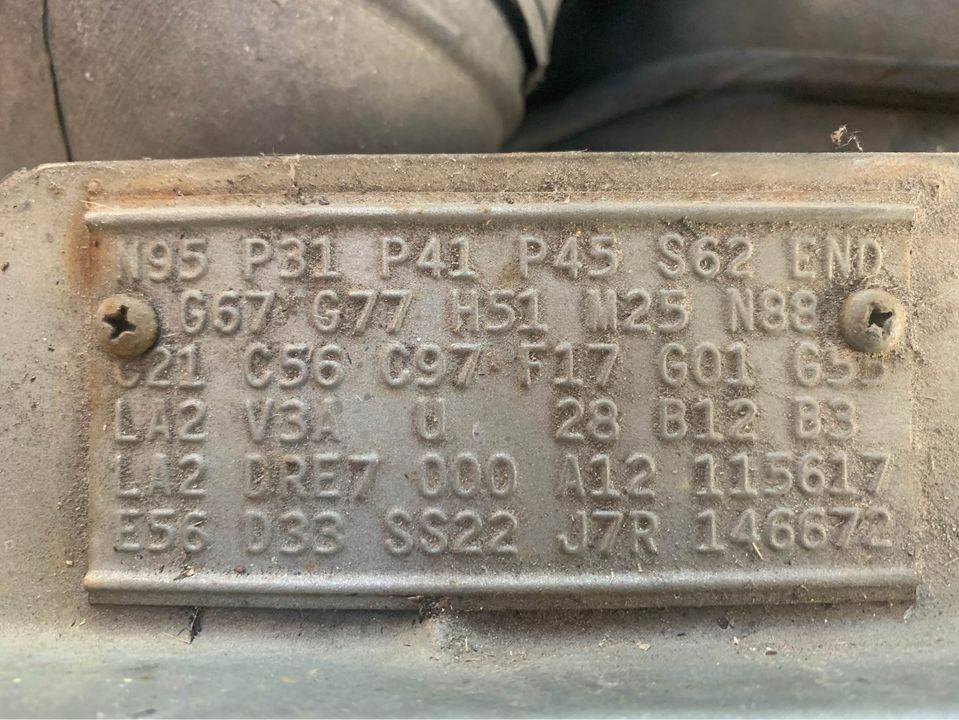 N95 P31 P41 P45 S62 END
G67 G77 H51 M25 N88
C21 C56 C97 F17 G01
LA2 V3A U 28 B12 B3
LA2 DRE7 000 A12 115617
E56 D33 SS22 J7R 146672